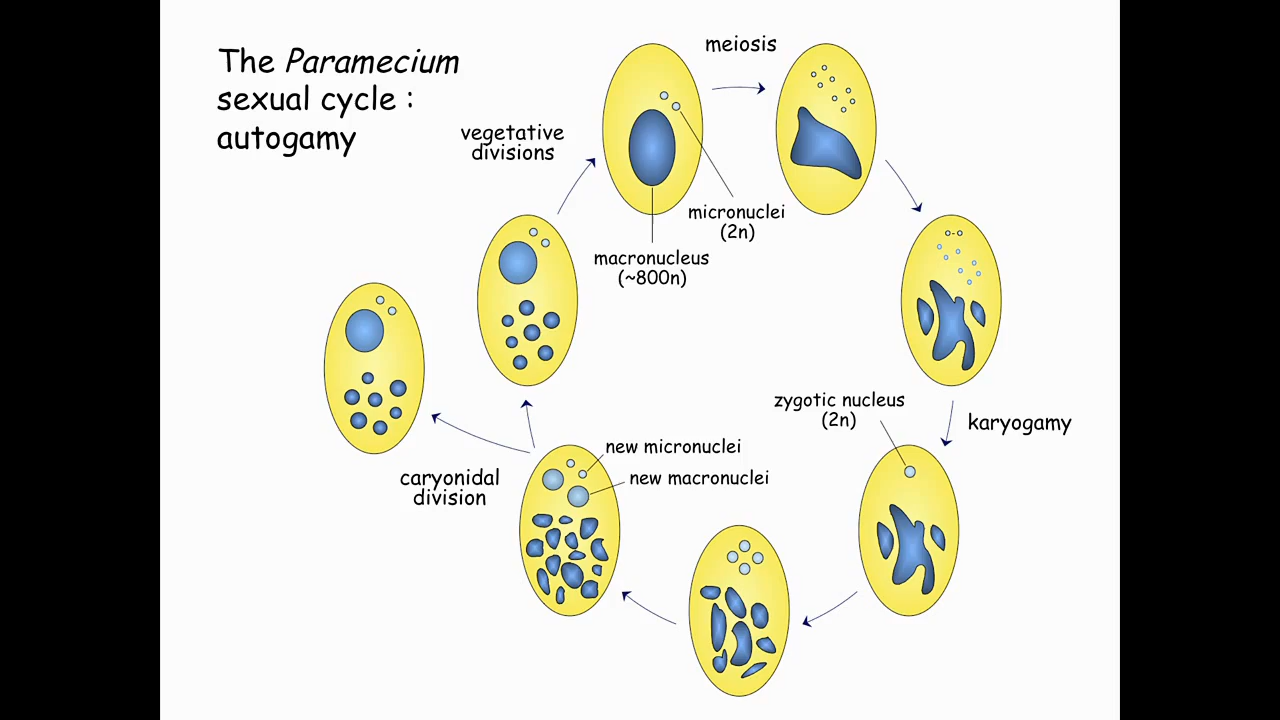 The Paramecium
sexual cycle :
autogamy
meiosis
vegetative
divisions
micronuclei
(2n)
macronucleus
(~800n)
zygotic nucleus
(2n)
karyogamy
new micronuclei
new macronuclei
caryonidal
division